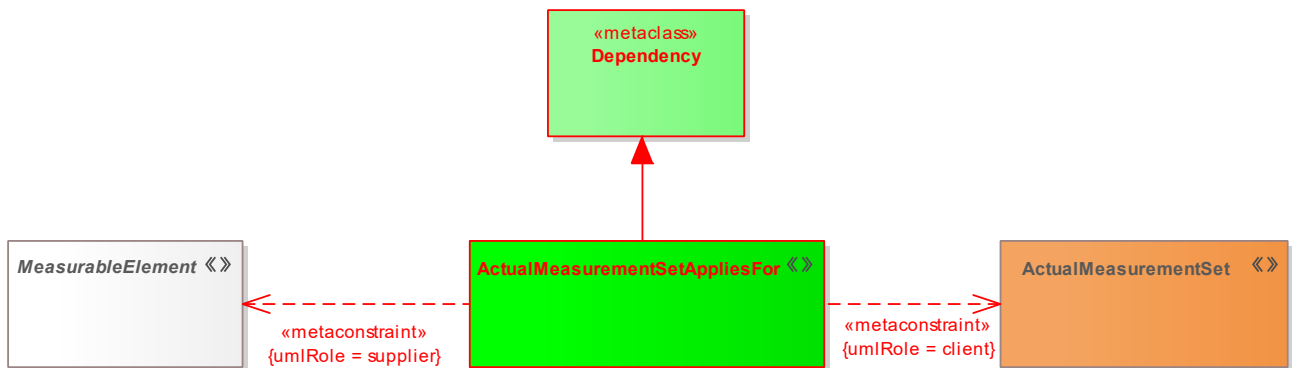 «metaclass»
Dependency
MeasurableElement «»
ActualMeasurementSetAppliesFor «»
ActualMeasurementSet «»
«metaconstraint»
{umlRole = supplier}
«metaconstraint»
{umlRole = client}